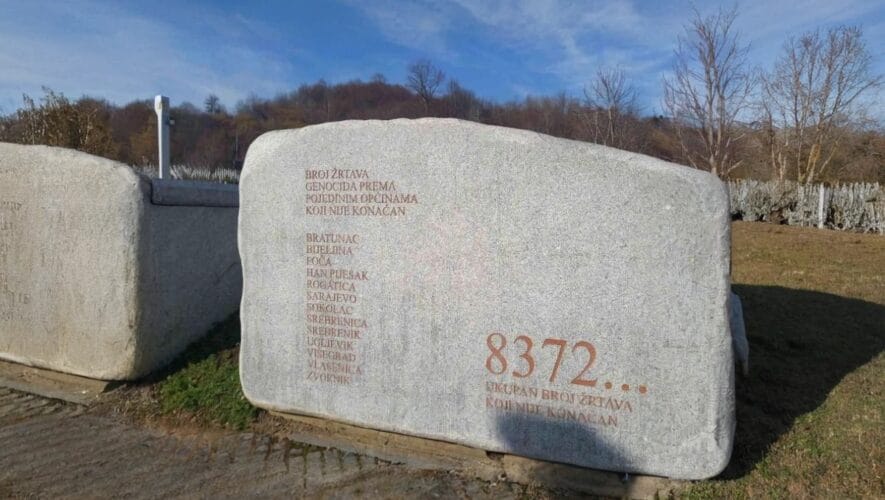 BROJ ŽRTAVA
GENOCIDA PREMA
POJEDINIM OPĆINAMA
KOJI NIJE KONAČAN
BRATUNAC
BIJELJINA
FOČA
HAN PIJESAK
ROGATICA
SARAJEVO
SOKOLAC
SREBRENICA
SREBRENIK
UGLJEVIK
VIŠEGRAD
VLASENICA
ZVORNIK
8372...
UKUPAN BROJ ŽRTAVA
KOJI NIJE KONAČAN